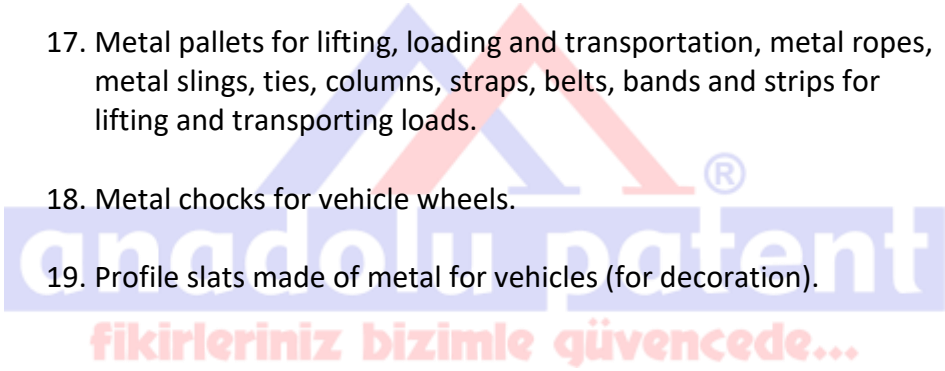 17. Metal pallets for lifting, loading and transportation, metal ropes,
metal slings, ties, columns, straps, belts, bands and strips for
lifting and transporting loads.
18. Metal chocks for vehicle wheels.
®
anadolu patent
19. Profile slats made of metal for vehicles (for decoration).
fikirleriniz bizimle güvencede...